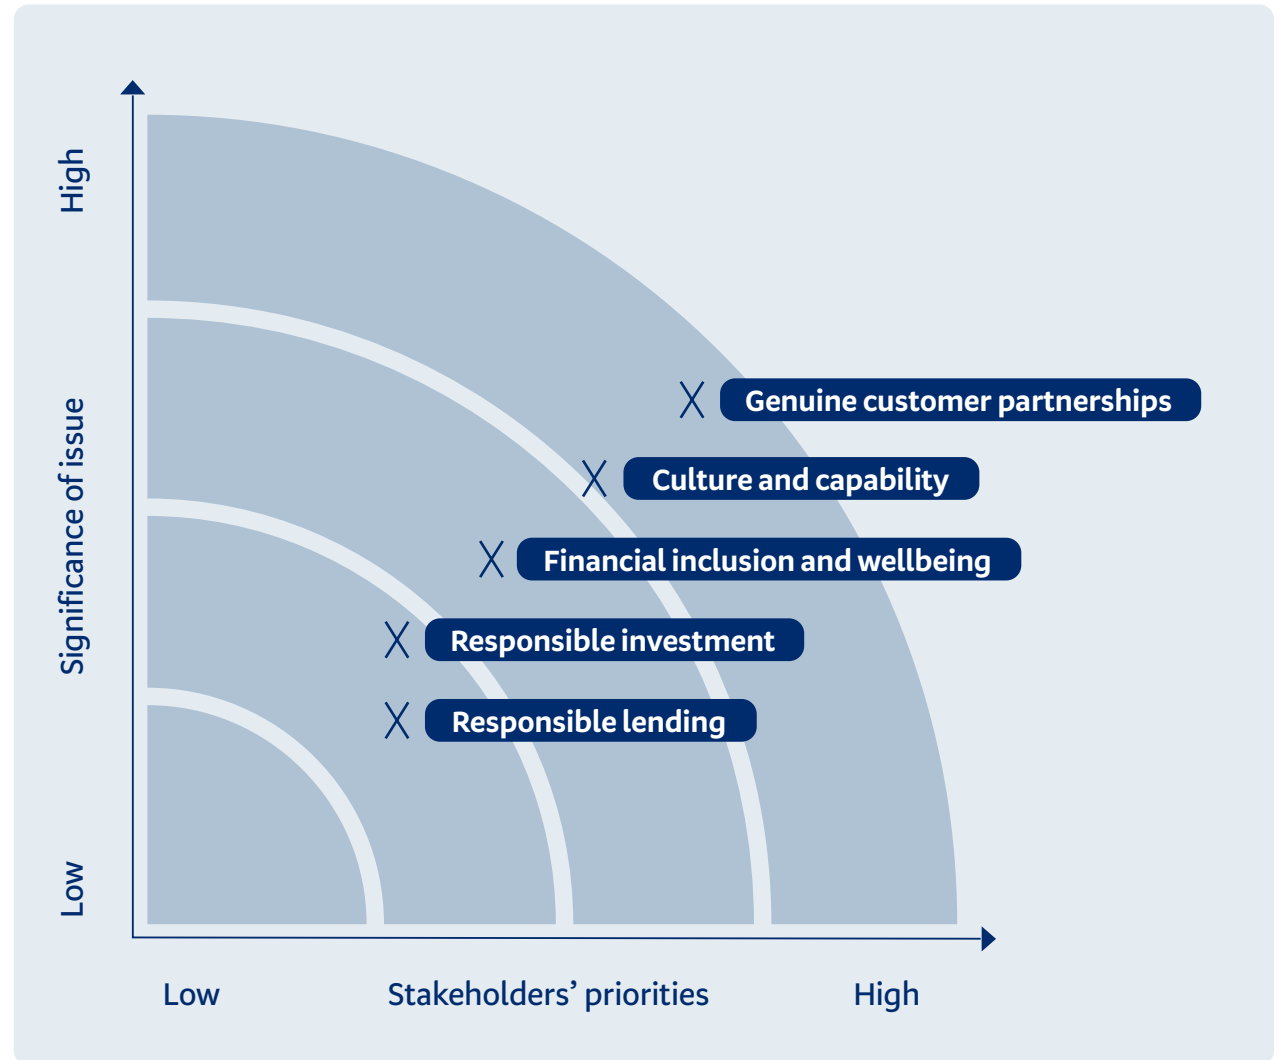 High
Significance of issue
Low
Genuine customer partnerships
Culture and capability
Financial inclusion and wellbeing
Responsible investment
Responsible lending
Low
Stakeholders’ priorities
High